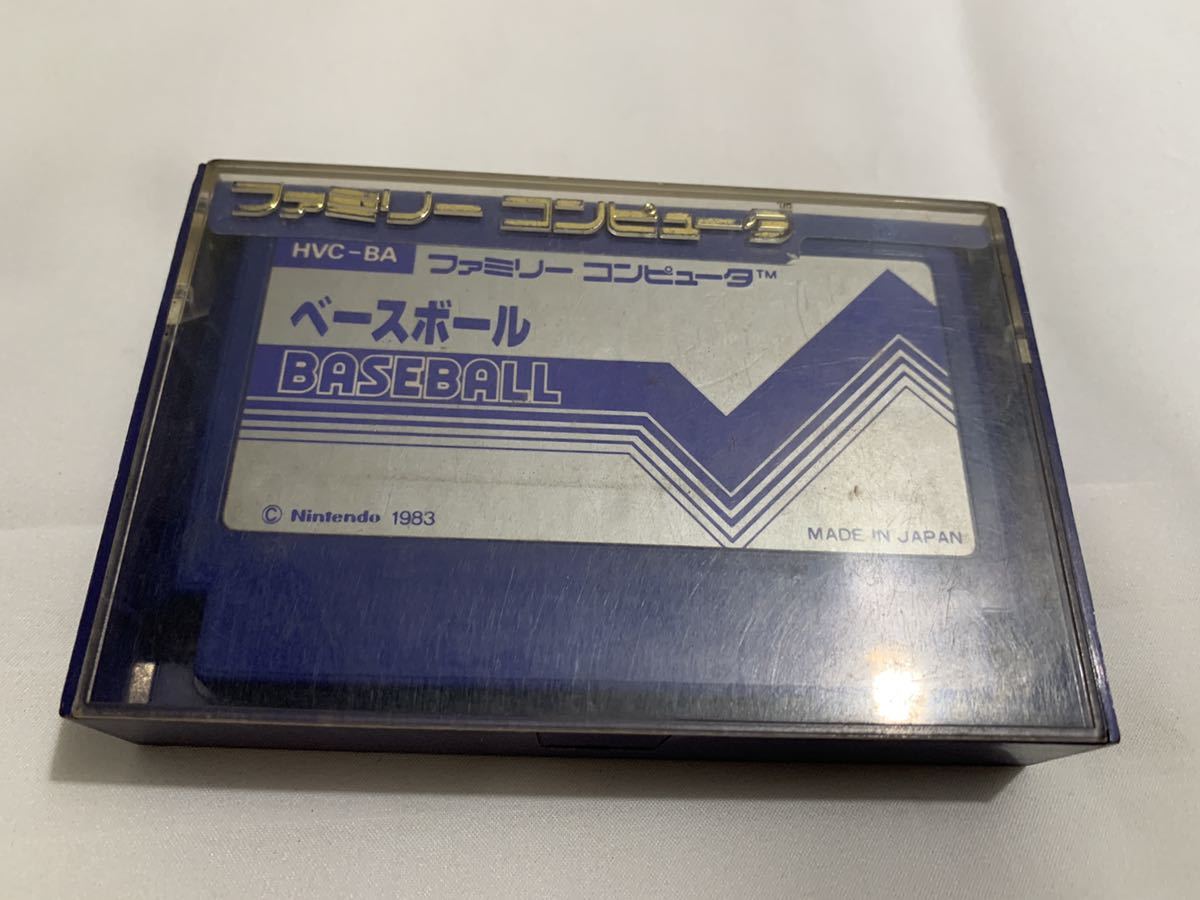 ファミリー コンピュータ
HVC-BA ファミリー コンピュータ™
ベースボール
BASEBALL
© Nintendo 1983
MADE IN JAPAN